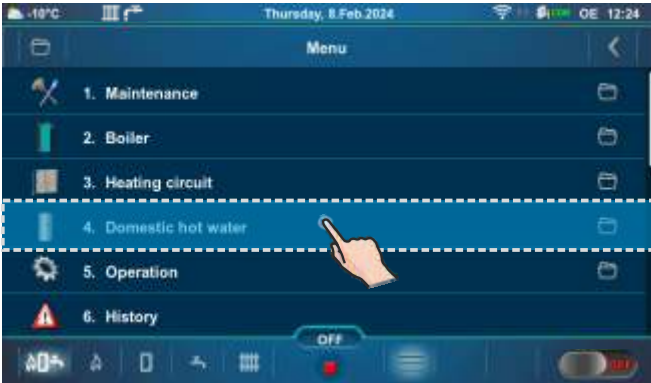 -10°C Thursday, 8.Feb.2024 OE 12:24
Menu
1. Maintenance
2. Boiler
3. Heating circuit
4. Domestic hot water
5. Operation
6. History
OFF
OFF